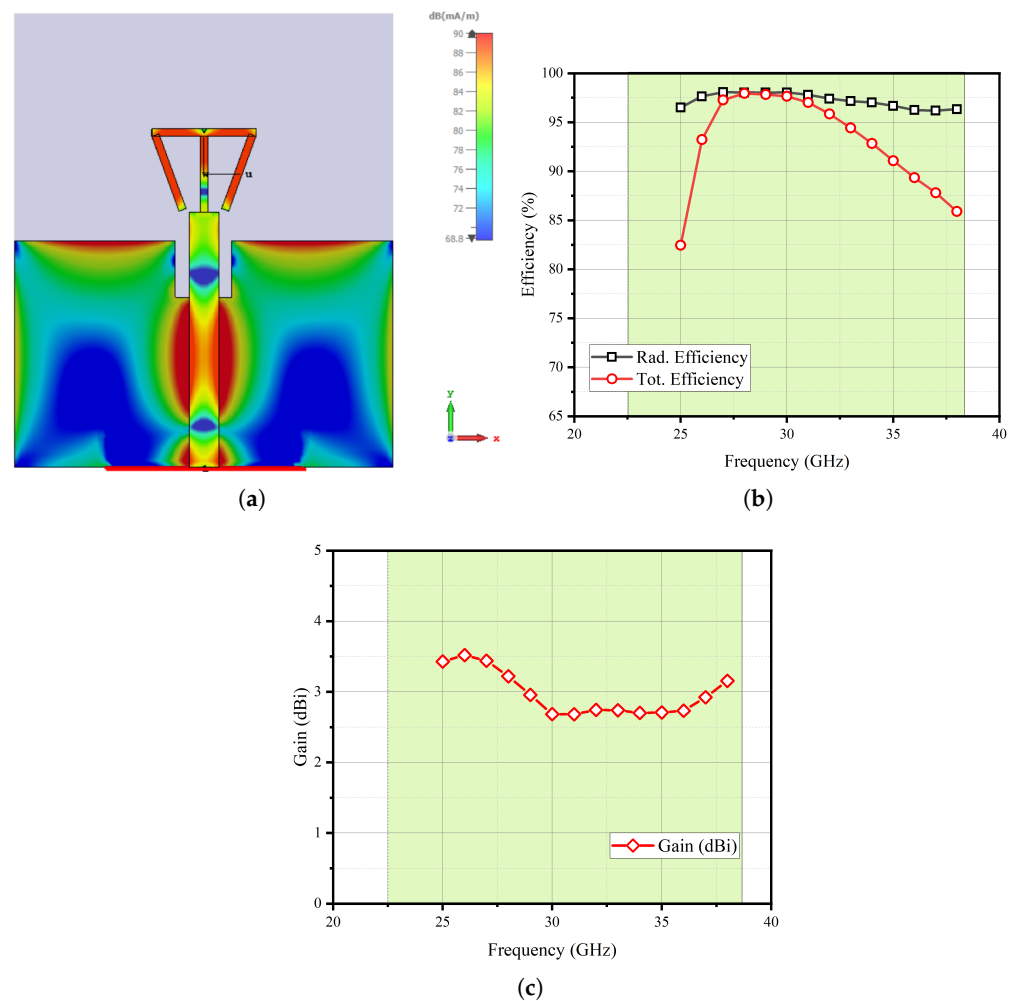 dB(mA/m)
90
88
86
84
82
80
78
76
74
72
68.8
u
Y
z
x
(a)
100
95
90
85
80
75
70
65
20
25
30
35
40
Efficiency (%)
Rad. Efficiency
Tot. Efficiency
Frequency (GHz)
(b)
5
4
3
2
1
0
20
25
30
35
40
Gain (dBi)
Gain (dBi)
Frequency (GHz)
(c)